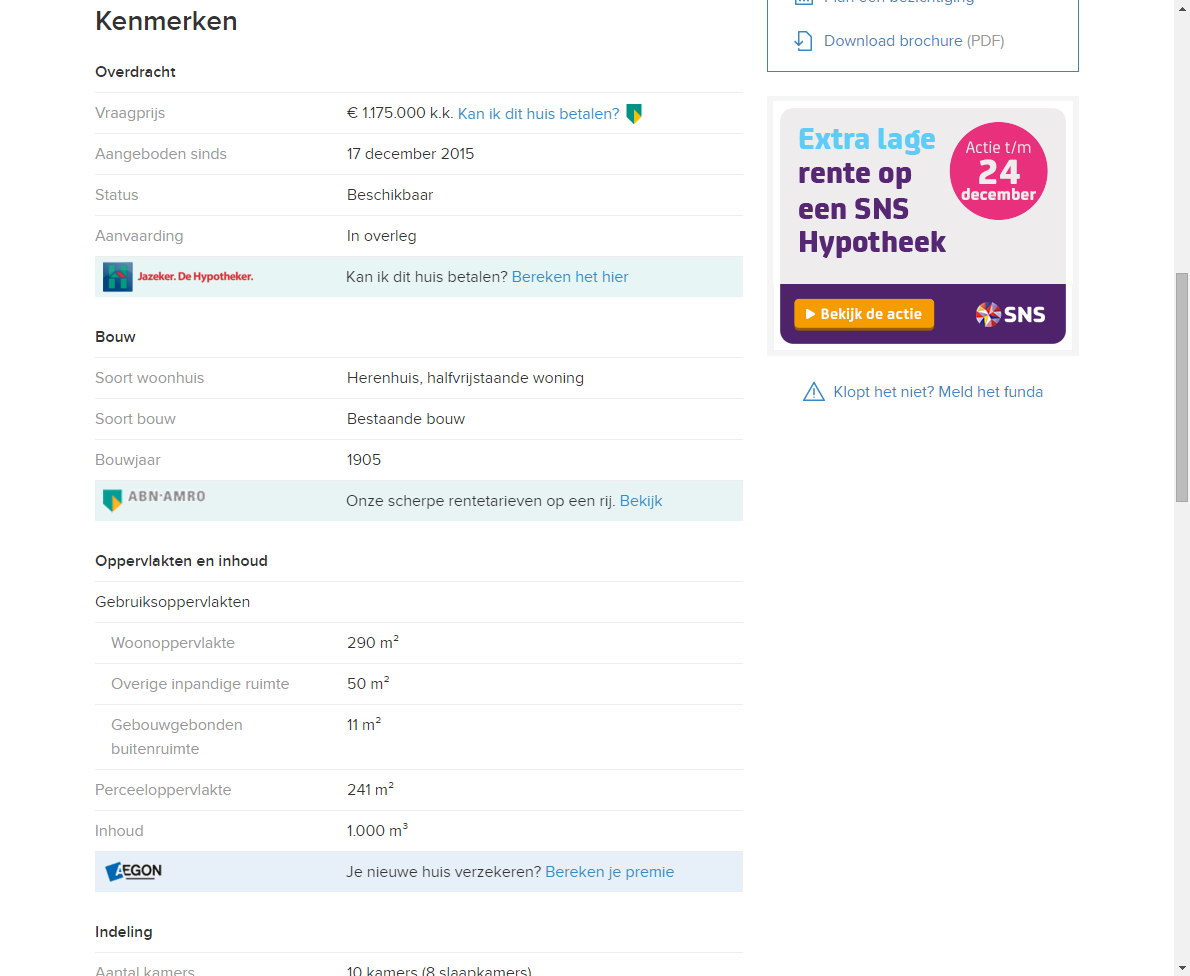 Kenmerken
Overdracht
Vraagprijs € 1.175.000 k.k. Kan ik dit huis betalen?
Aangeboden sinds 17 december 2015
Status Beschikbaar
Aanvaarding In overleg
Jazeker. De Hypotheker. Kan ik dit huis betalen? Bereken het hier
Bouw
Soort woonhuis Herenhuis, halfvrijstaande woning
Soort bouw Bestaande bouw
Bouwjaar 1905
ABN·AMRO Onze scherpe rentetarieven op een rij. Bekijk
Oppervlakten en inhoud
Gebruiksoppervlakten
Woonoppervlakte 290 m²
Overige inpandige ruimte 50 m²
Gebouwgebonden 11 m²
buitenruimte
Perceeloppervlakte 241 m²
Inhoud 1.000 m³
AEGON Je nieuwe huis verzekeren? Bereken je premie
Indeling
Aantal kamers 10 kamers (8 slaapkamers)
Plan een bezichtiging
Download brochure (PDF)
Extra lage
rente op
een SNS
Hypotheek
Actie t/m
24
december
Bekijk de actie
SNS
Klopt het niet? Meld het funda